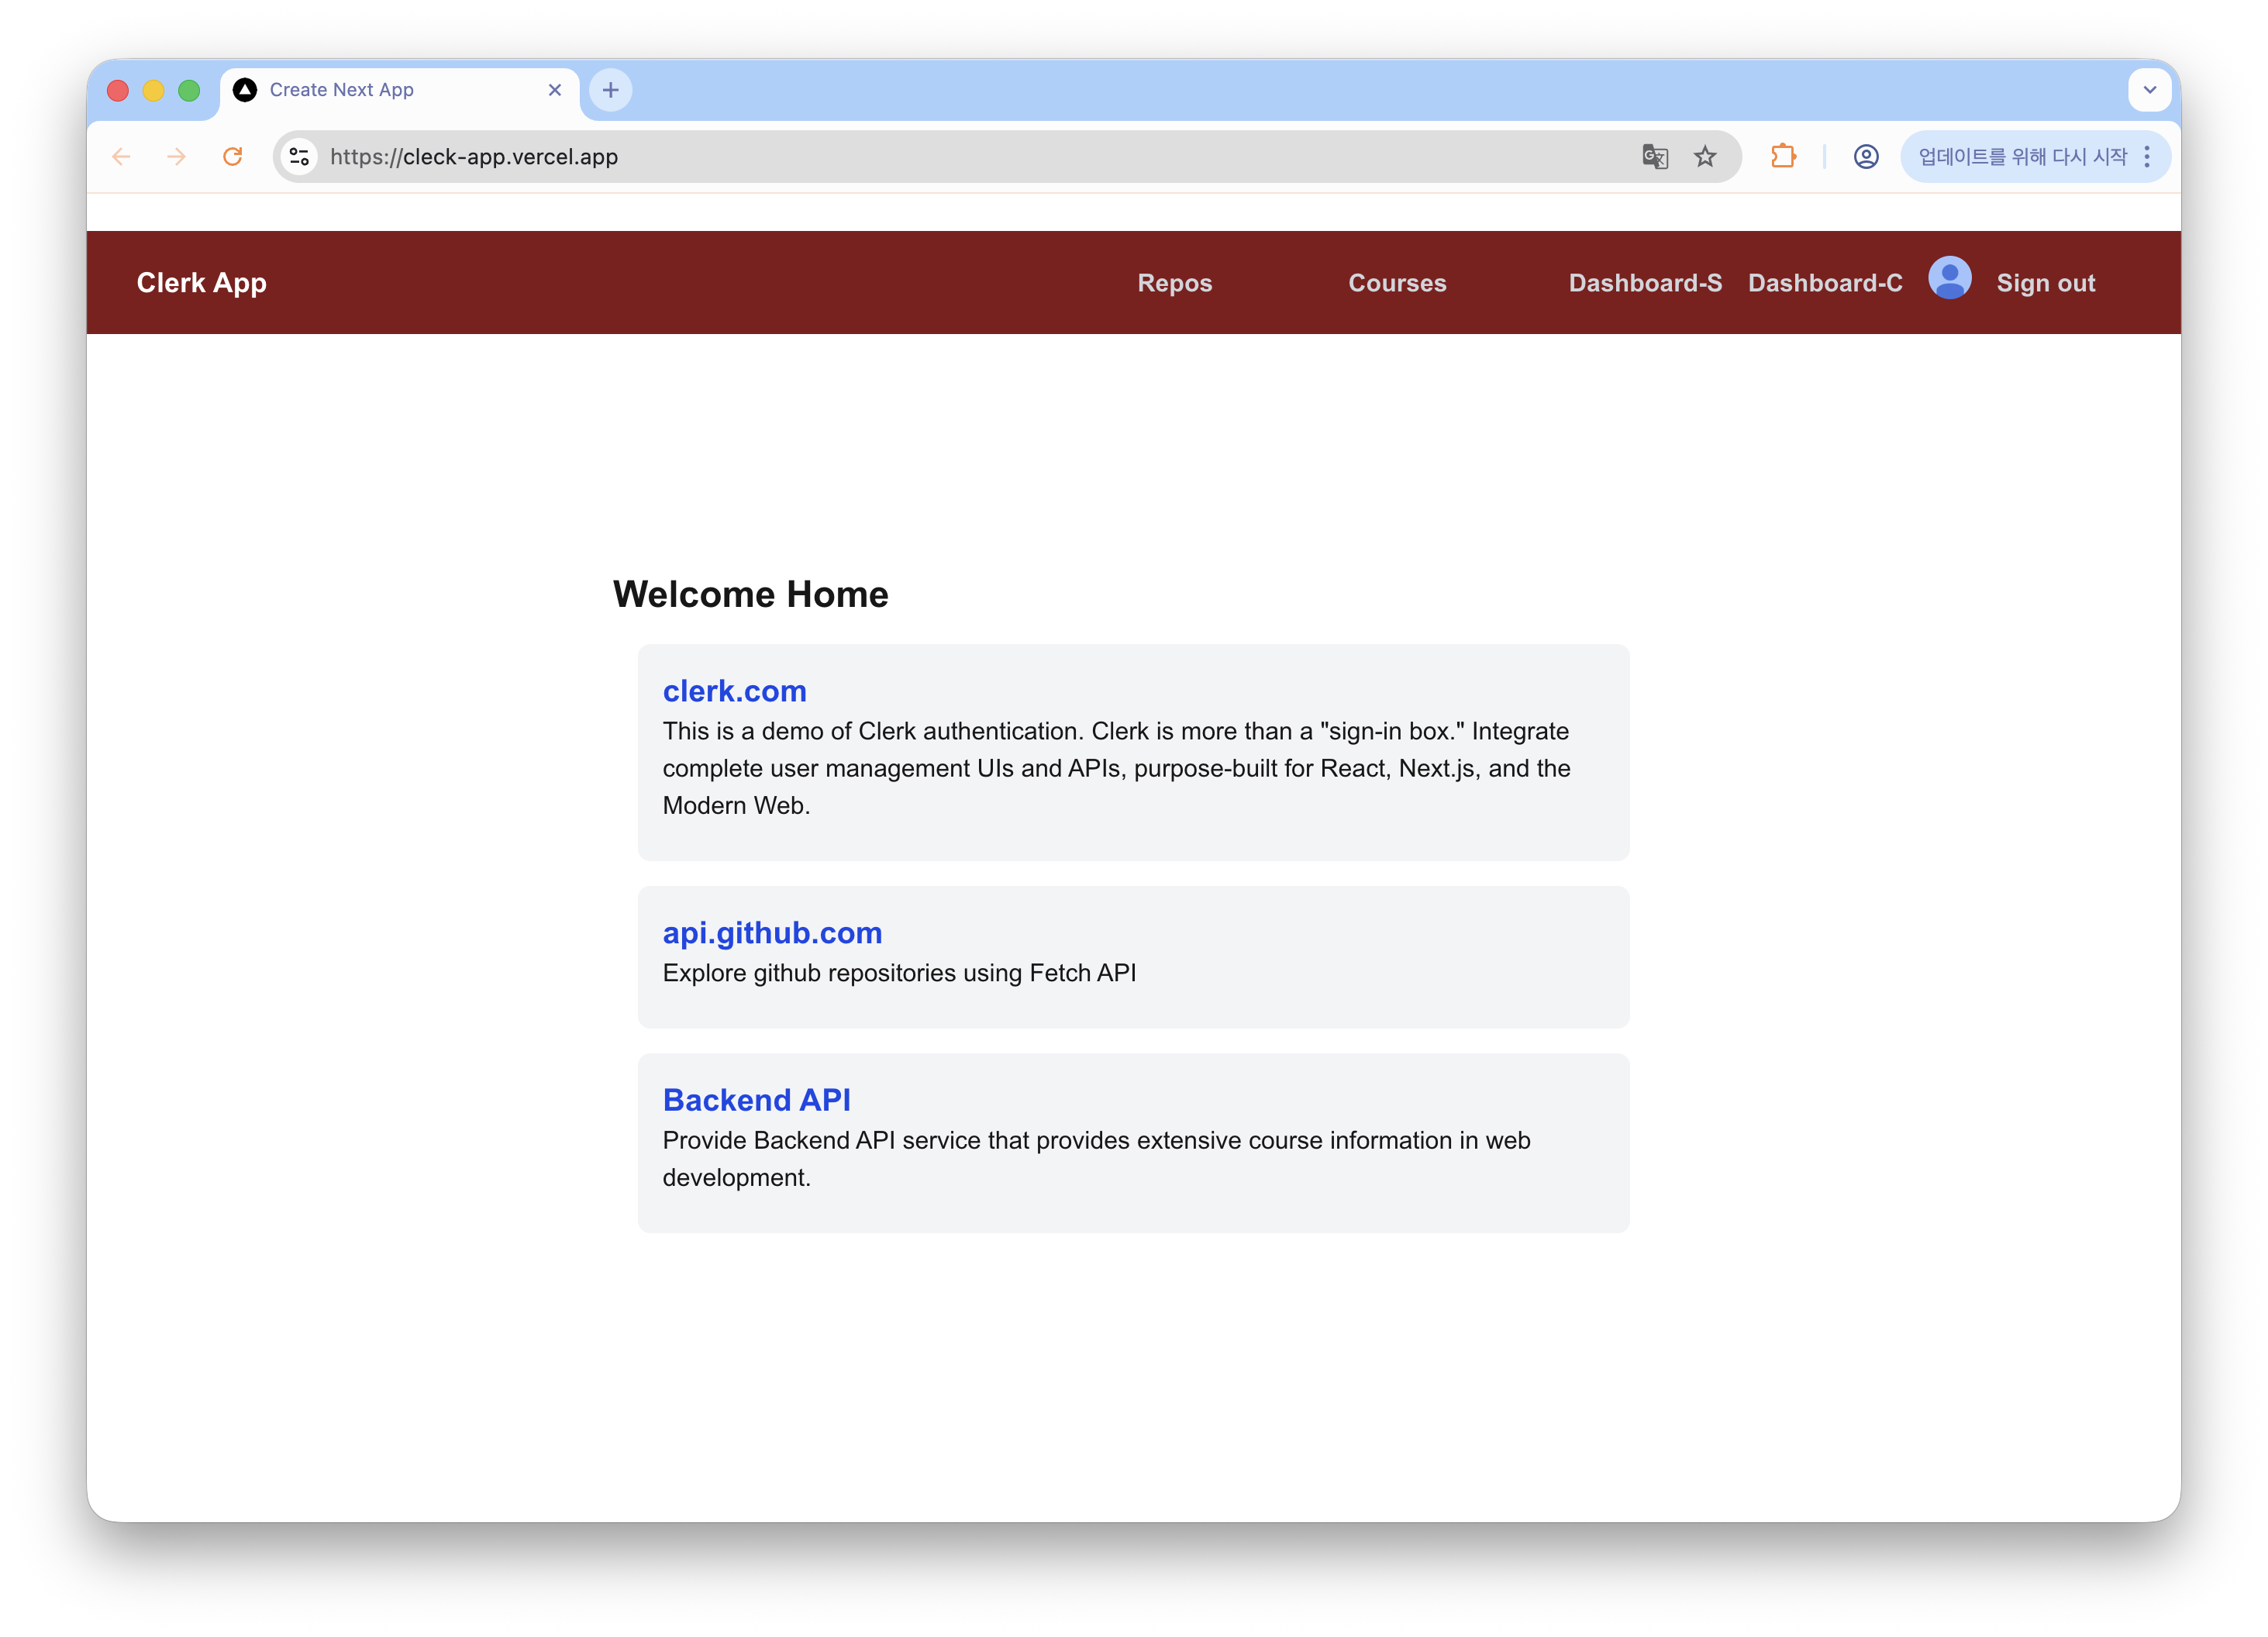 Create Next App
https://cleck-app.vercel.app
업데이트를 위해 다시 시작
Clerk App
Repos
Courses
Dashboard-S
Dashboard-C
Sign out
Welcome Home
clerk.com
This is a demo of Clerk authentication. Clerk is more than a "sign-in box." Integrate
complete user management UIs and APIs, purpose-built for React, Next.js, and the
Modern Web.
api.github.com
Explore github repositories using Fetch API
Backend API
Provide Backend API service that provides extensive course information in web
development.